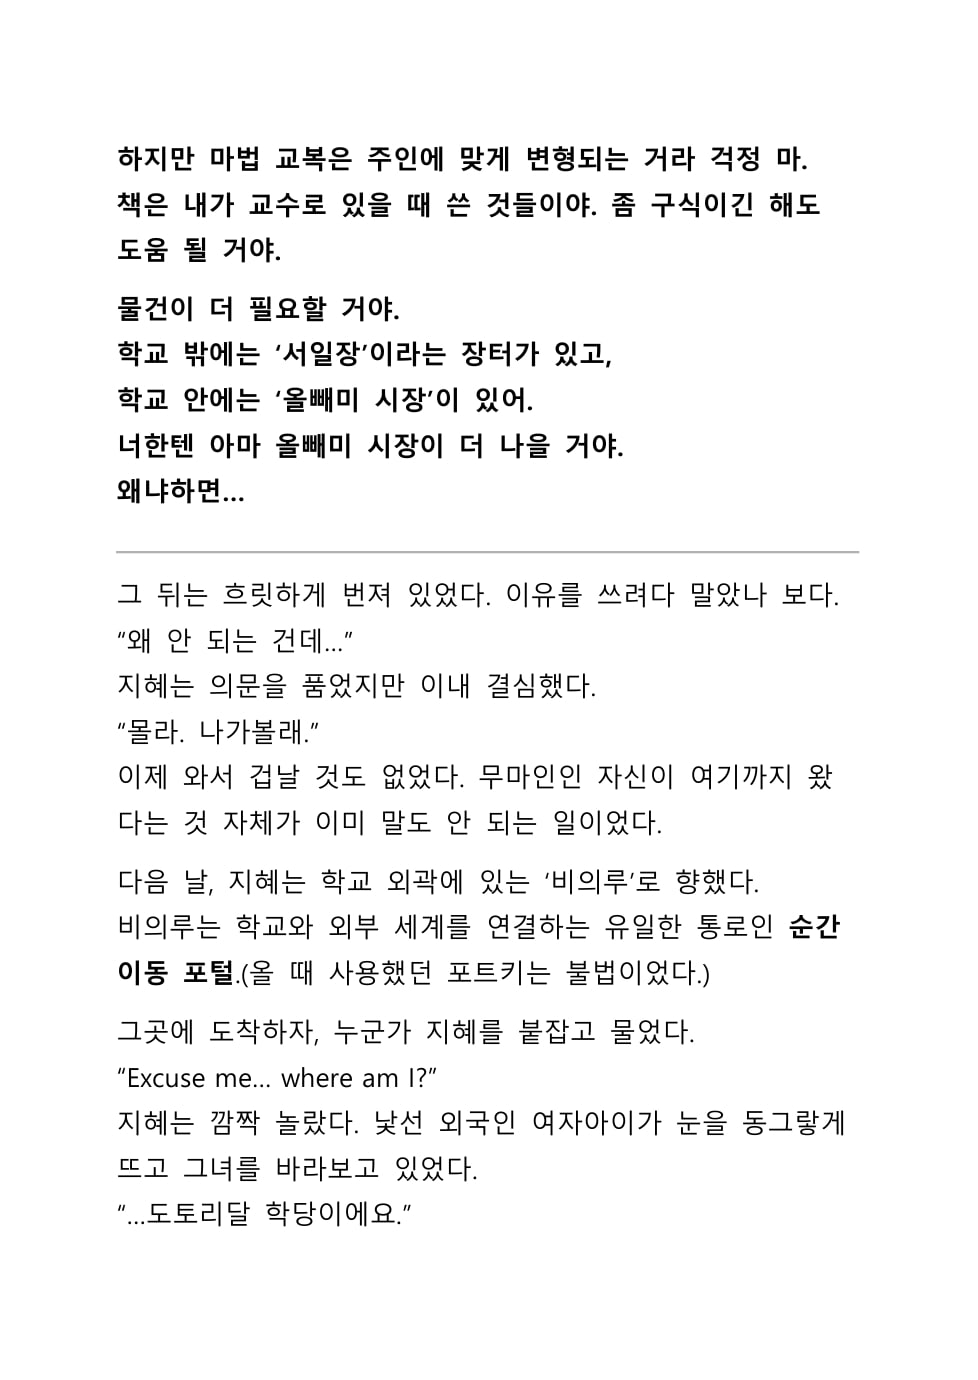 하지만 마법 교복은 주인에 맞게 변형되는 거라 걱정 마.
책은 내가 교수로 있을 때 쓴 것들이야. 좀 구식이긴 해도
도움 될 거야.
물건이 더 필요할 거야.
학교 밖에는 ‘서일장’이라는 장터가 있고,
학교 안에는 ‘올빼미 시장’이 있어.
너한텐 아마 올빼미 시장이 더 나을 거야.
왜냐하면…
그 뒤는 흐릿하게 번져 있었다. 이유를 쓰려다 말았나 보다.
“왜 안 되는 건데…”
지혜는 의문을 품었지만 이내 결심했다.
“몰라. 나가볼래.”
이제 와서 겁날 것도 없었다. 무마인인 자신이 여기까지 왔
다는 것 자체가 이미 말도 안 되는 일이었다.
다음 날, 지혜는 학교 외곽에 있는 ‘비의루’로 향했다.
비의루는 학교와 외부 세계를 연결하는 유일한 통로인 순간
이동 포털.(올 때 사용했던 포트키는 불법이었다.)
그곳에 도착하자, 누군가 지혜를 붙잡고 물었다.
“Excuse me… where am I?”
지혜는 깜짝 놀랐다. 낯선 외국인 여자아이가 눈을 동그랗게
뜨고 그녀를 바라보고 있었다.
“…도토리달 학당이에요.”